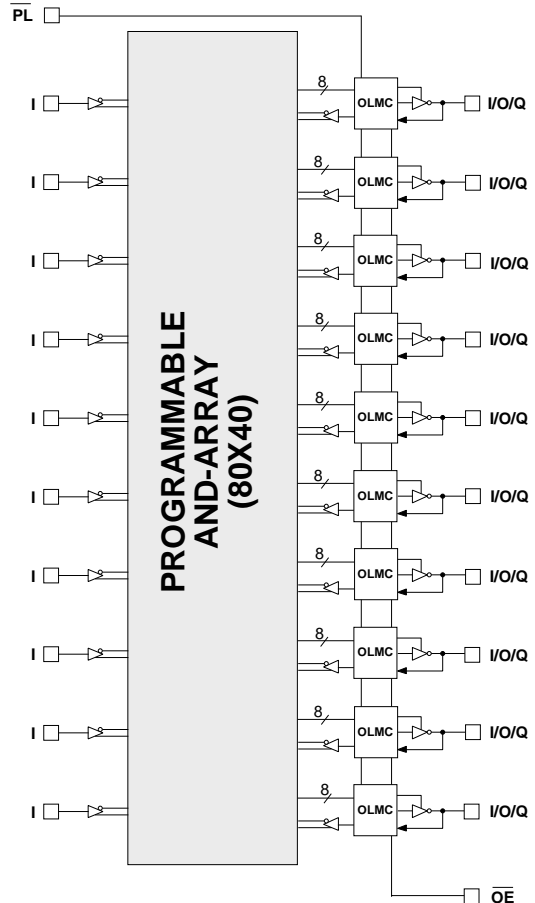 PL
8
I OLMC I/O/Q
8
I OLMC I/O/Q
8
I OLMC I/O/Q
8
I OLMC I/O/Q
8
I OLMC I/O/Q
8
I OLMC I/O/Q
8
I OLMC I/O/Q
8
I OLMC I/O/Q
8
I OLMC I/O/Q
8
I OLMC I/O/Q
PROGRAMMABLE
AND-ARRAY
(80X40)
OE